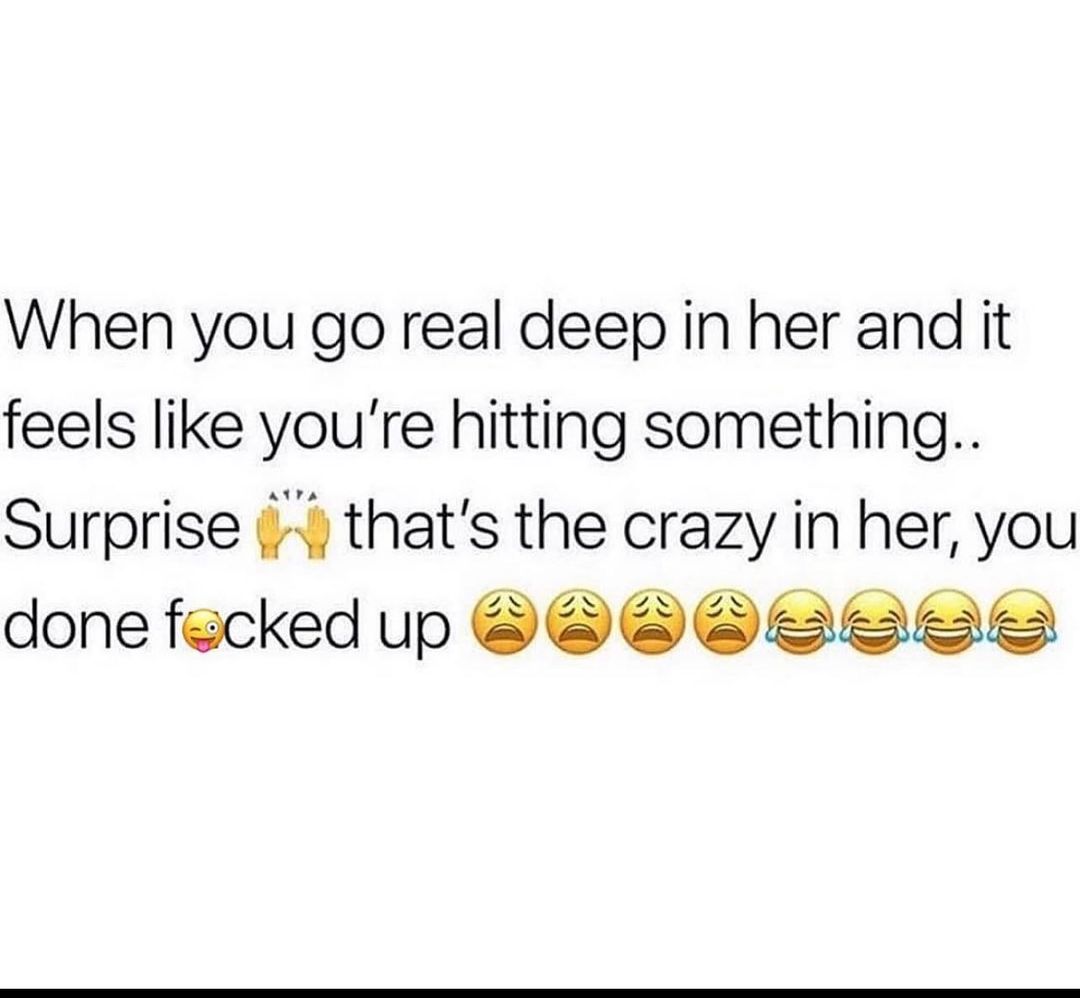 When you go real deep in her and it
feels like you're hitting something..
Surprise 🙌 that's the crazy in her, you
done f😜cked up 😩😩😩😩😂😂😂😂